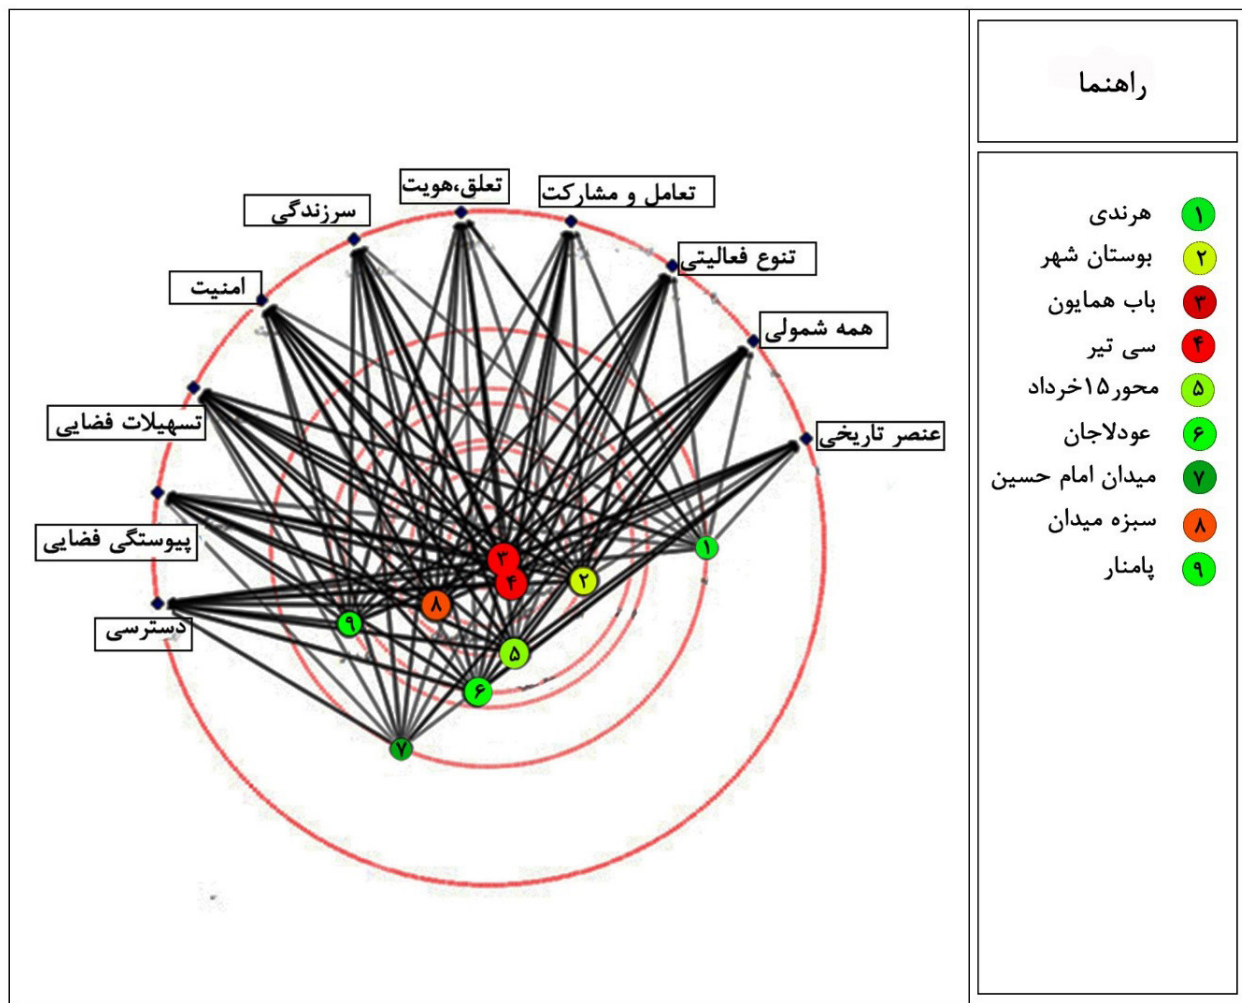 راهنما
۱ هرندی
۲ بوستان شهر
۳ باب همایون
۴ سی تیر
۵ محور۱۵خرداد
۶ عودلاجان
۷ میدان امام حسین
۸ سبزه میدان
۹ پامنار
تعلق،هویت
تعامل و مشارکت
سرزندگی
تنوع فعالیتی
امنیت
همه شمولی
تسهیلات فضایی
عنصر تاریخی
پیوستگی فضایی
دسترسی
۱
۳
۴
۲
۸
۹
۵
۶
۷